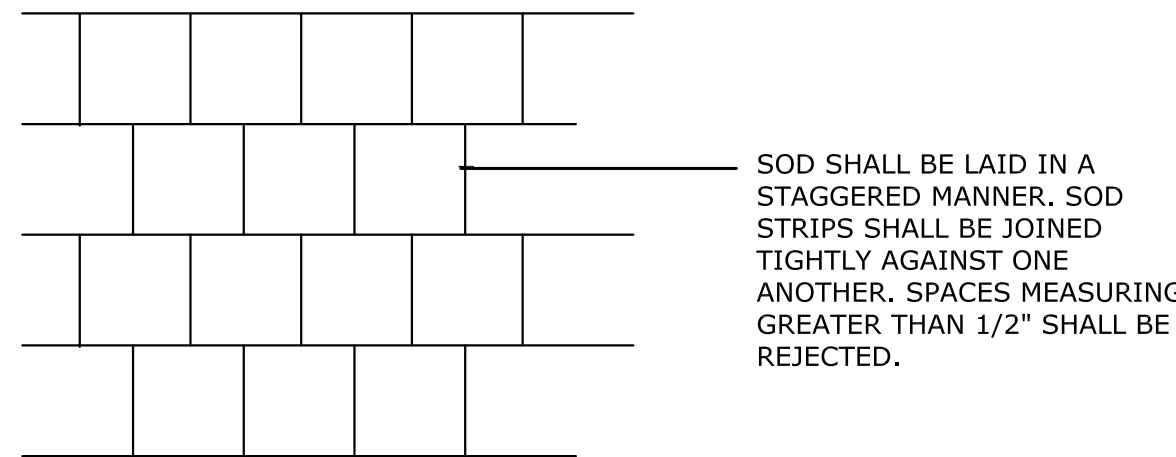 SOD SHALL BE LAID IN A
STAGGERED MANNER. SOD
STRIPS SHALL BE JOINED
TIGHTLY AGAINST ONE
ANOTHER. SPACES MEASURING
GREATER THAN 1/2" SHALL BE
REJECTED.